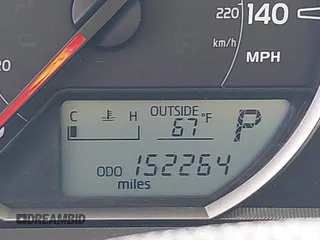 220 140
km/h
MPH
20
C H OUTSIDE
67°F P
ODO 152264
miles
DREAMBID